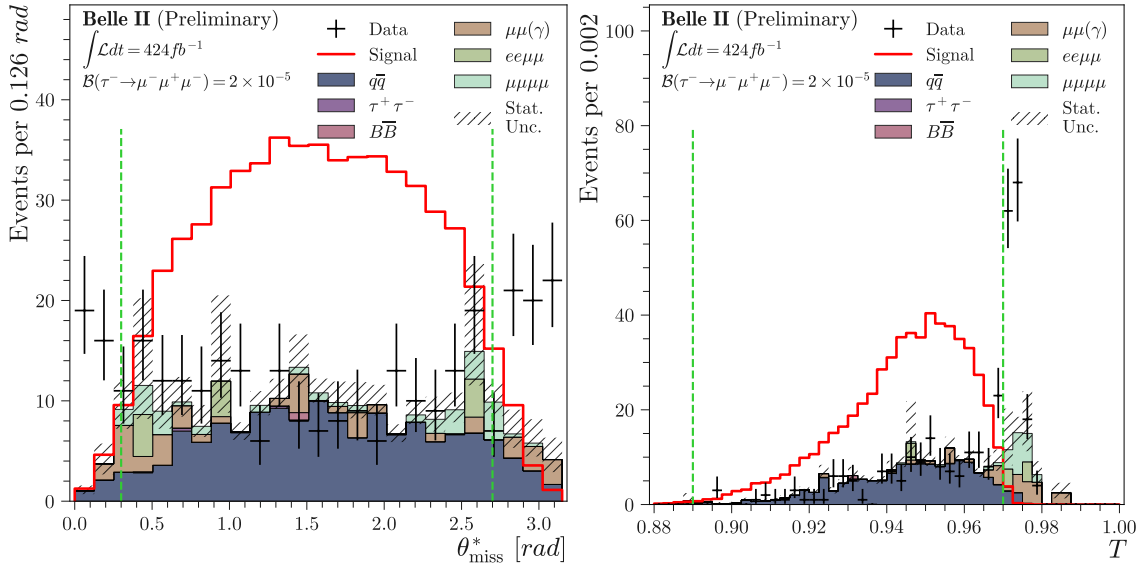 Belle II (Preliminary)
∫ℒdt = 424fb⁻¹
ℬ(τ⁻→μ⁻μ⁺μ⁻) = 2 × 10⁻⁵
Data
Signal
qq̅
τ⁺τ⁻
BB̅
μμ(γ)
eeμμ
μμμμ
Stat.
Unc.
Events per 0.126 rad
40
30
20
10
0
0.0 0.5 1.0 1.5 2.0 2.5 3.0
θ*miss [rad]
Belle II (Preliminary)
∫ℒdt = 424fb⁻¹
ℬ(τ⁻→μ⁻μ⁺μ⁻) = 2 × 10⁻⁵
Data
Signal
qq̅
τ⁺τ⁻
BB̅
μμ(γ)
eeμμ
μμμμ
Stat.
Unc.
Events per 0.002
100
80
60
40
20
0
0.88 0.90 0.92 0.94 0.96 0.98 1.00
T